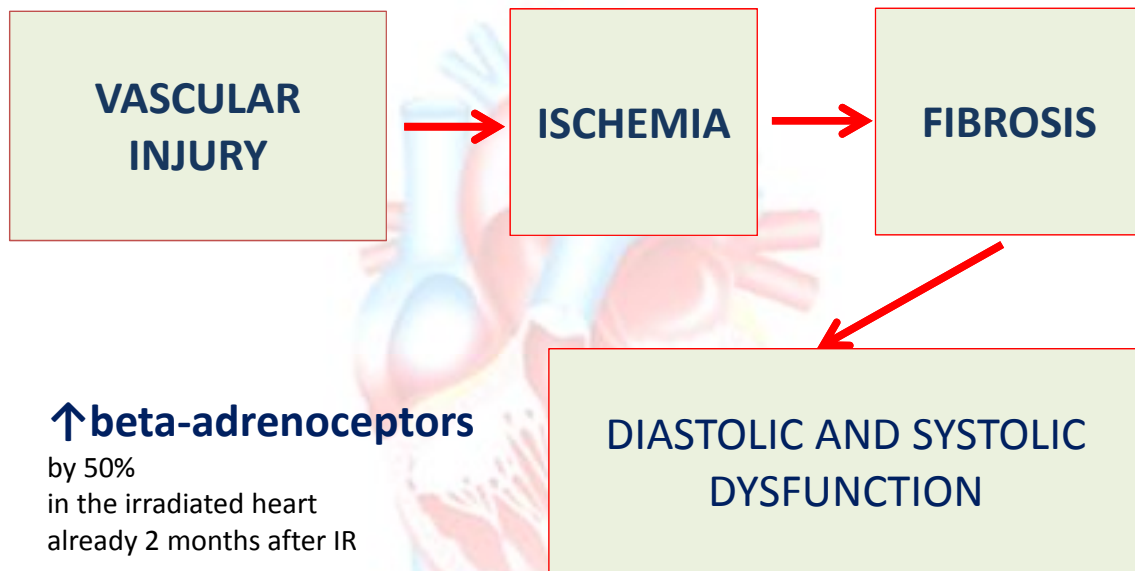 VASCULAR
INJURY
ISCHEMIA
FIBROSIS
↑beta-adrenoceptors
by 50%
in the irradiated heart
already 2 months after IR
DIASTOLIC AND SYSTOLIC
DYSFUNCTION